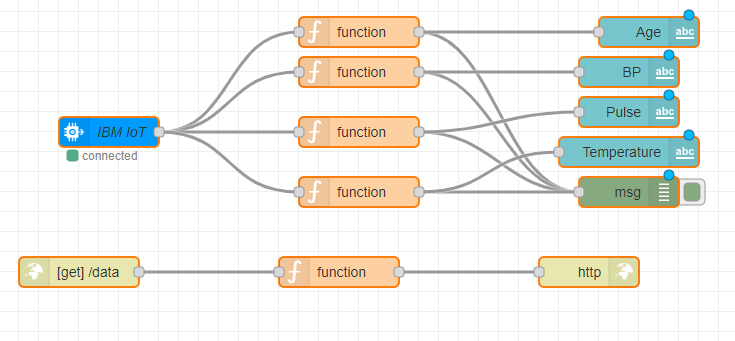 function
Age
abc
function
BP
abc
function
Pulse
abc
IBM IoT
connected
Temperature
abc
function
msg
[get] /data
function
http